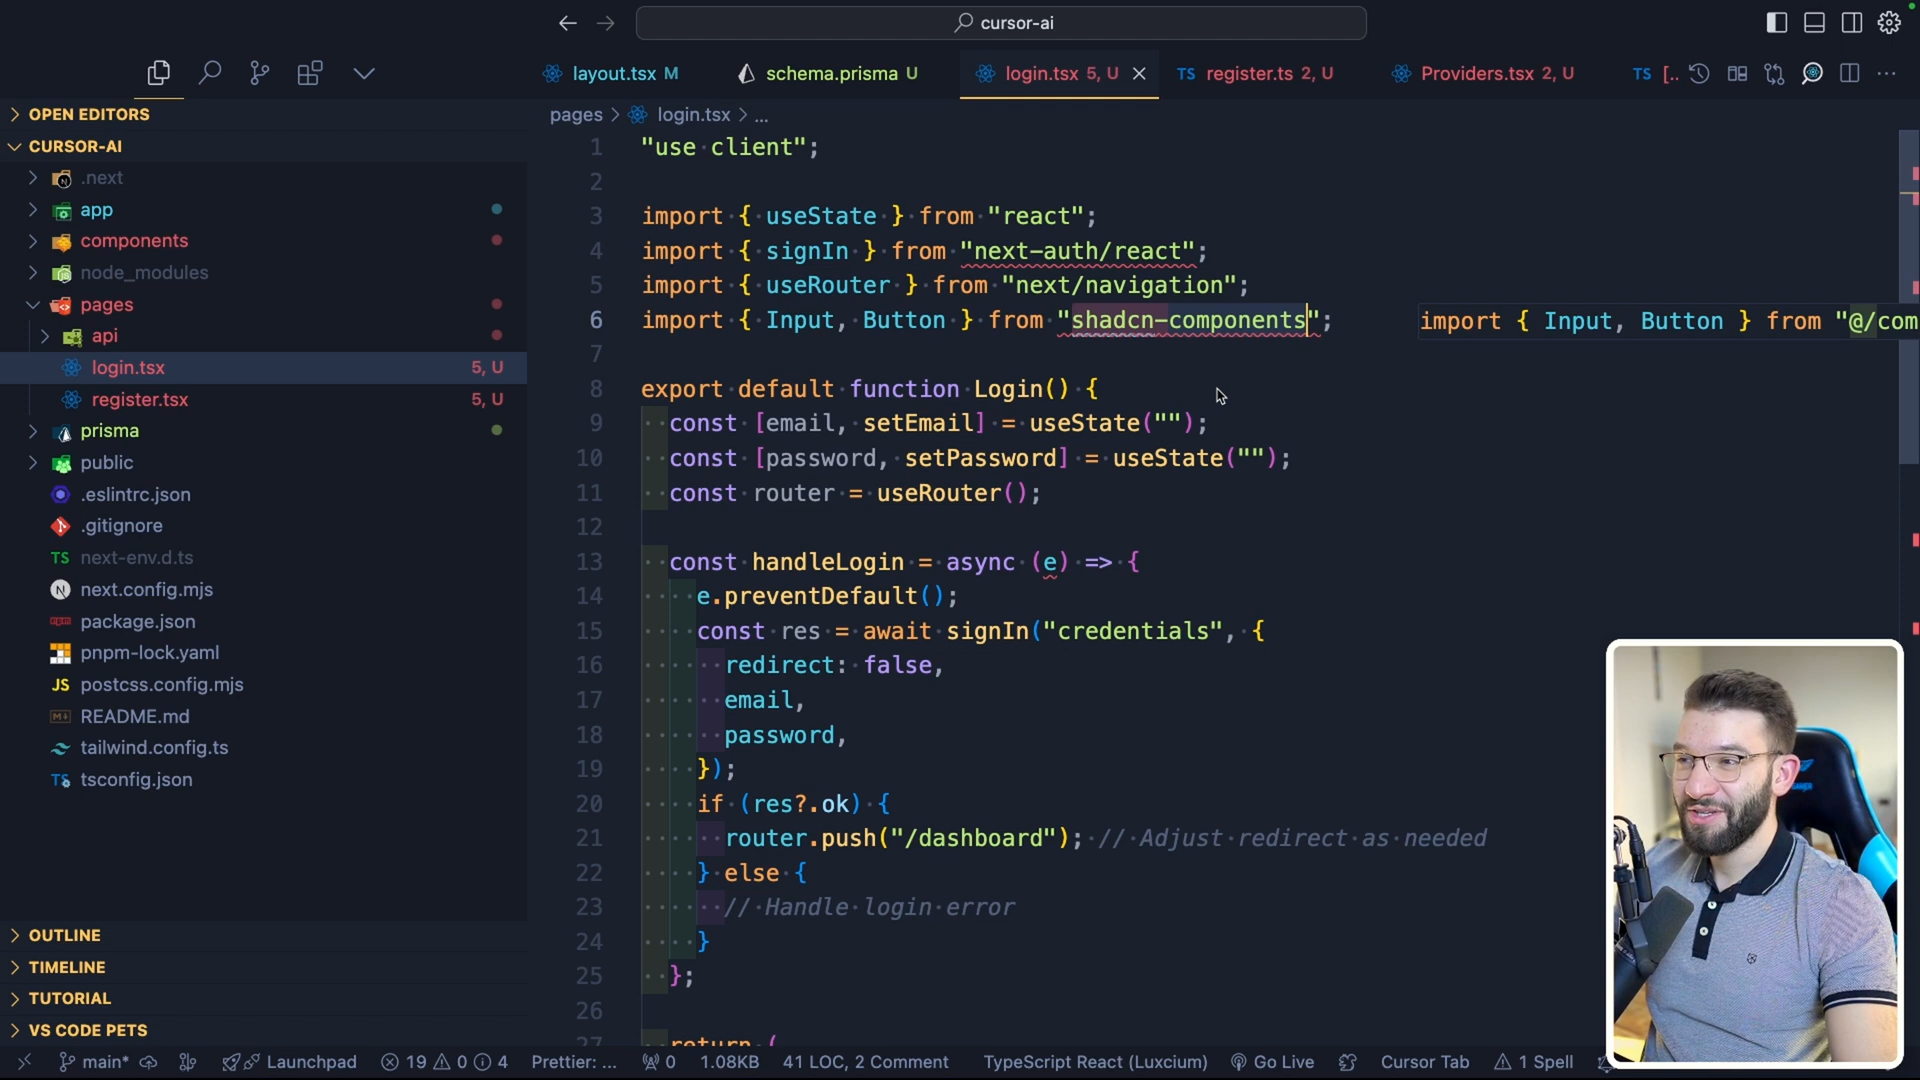 cursor-ai
layout.tsx M
schema.prisma U
login.tsx 5, U
TS register.ts 2, U
Providers.tsx 2, U
TS [..
OPEN EDITORS
CURSOR-AI
.next
app
components
node_modules
pages
api
login.tsx 5, U
register.tsx 5, U
prisma
public
.eslintrc.json
.gitignore
TS next-env.d.ts
next.config.mjs
package.json
pnpm-lock.yaml
JS postcss.config.mjs
README.md
tailwind.config.ts
TS tsconfig.json
OUTLINE
TIMELINE
TUTORIAL
VS CODE PETS
pages > login.tsx > ...
1 "use client";
2
3 import { useState } from "react";
4 import { signIn } from "next-auth/react";
5 import { useRouter } from "next/navigation";
6 import { Input, Button } from "shadcn-components"; import { Input, Button } from "@/com
7
8 export default function Login() {
9 const [email, setEmail] = useState("");
10 const [password, setPassword] = useState("");
11 const router = useRouter();
12
13 const handleLogin = async (e) => {
14 e.preventDefault();
15 const res = await signIn("credentials", {
16 redirect: false,
17 email,
18 password,
19 });
20 if (res?.ok) {
21 router.push("/dashboard"); // Adjust redirect as needed
22 } else {
23 // Handle login error
24 }
25 };
26
27 return (
main* Launchpad 19 0 4 Prettier: ... 0 1.08KB 41 LOC, 2 Comment TypeScript React (Luxcium) Go Live Cursor Tab 1 Spell